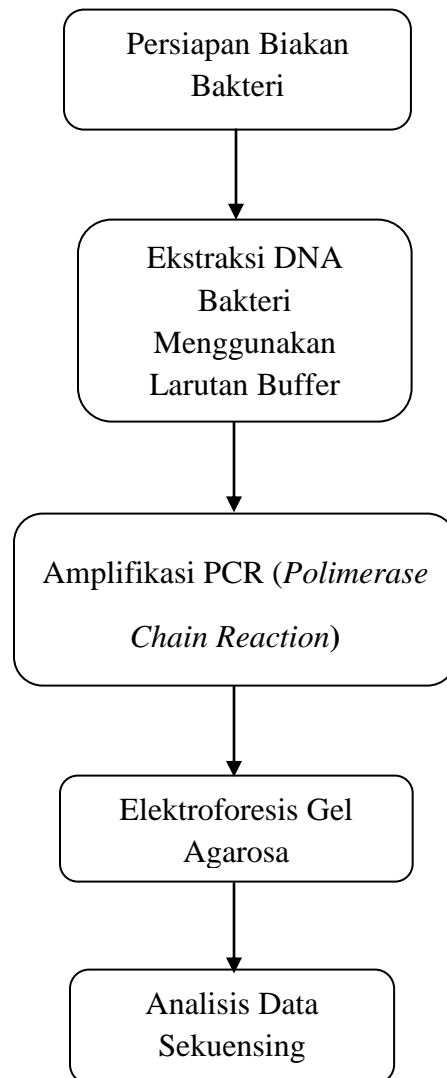 Persiapan Biakan
Bakteri
Ekstraksi DNA
Bakteri
Menggunakan
Larutan Buffer
Amplifikasi PCR (Polimerase
Chain Reaction)
Elektroforesis Gel
Agarosa
Analisis Data
Sekuensing